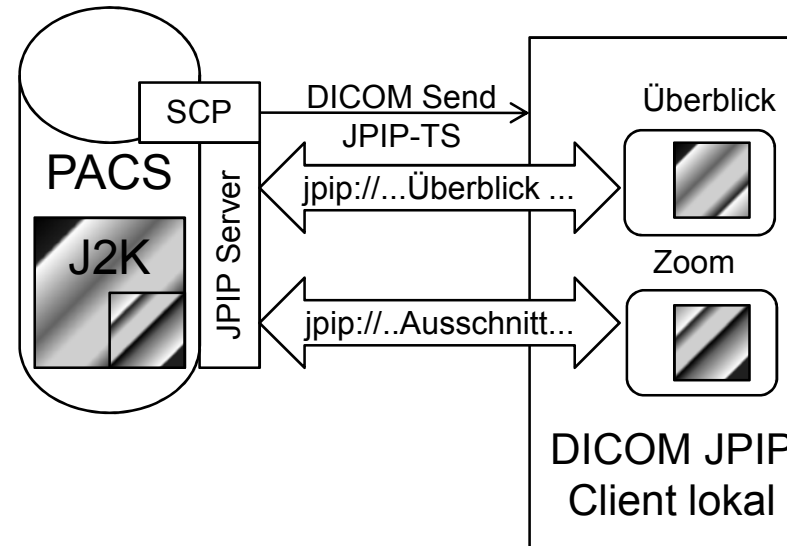 SCP
PACS
J2K
JPIP Server
DICOM Send
JPIP-TS
jpip://...Überblick ...
jpip://..Ausschnitt...
Überblick
Zoom
DICOM JPIP
Client lokal